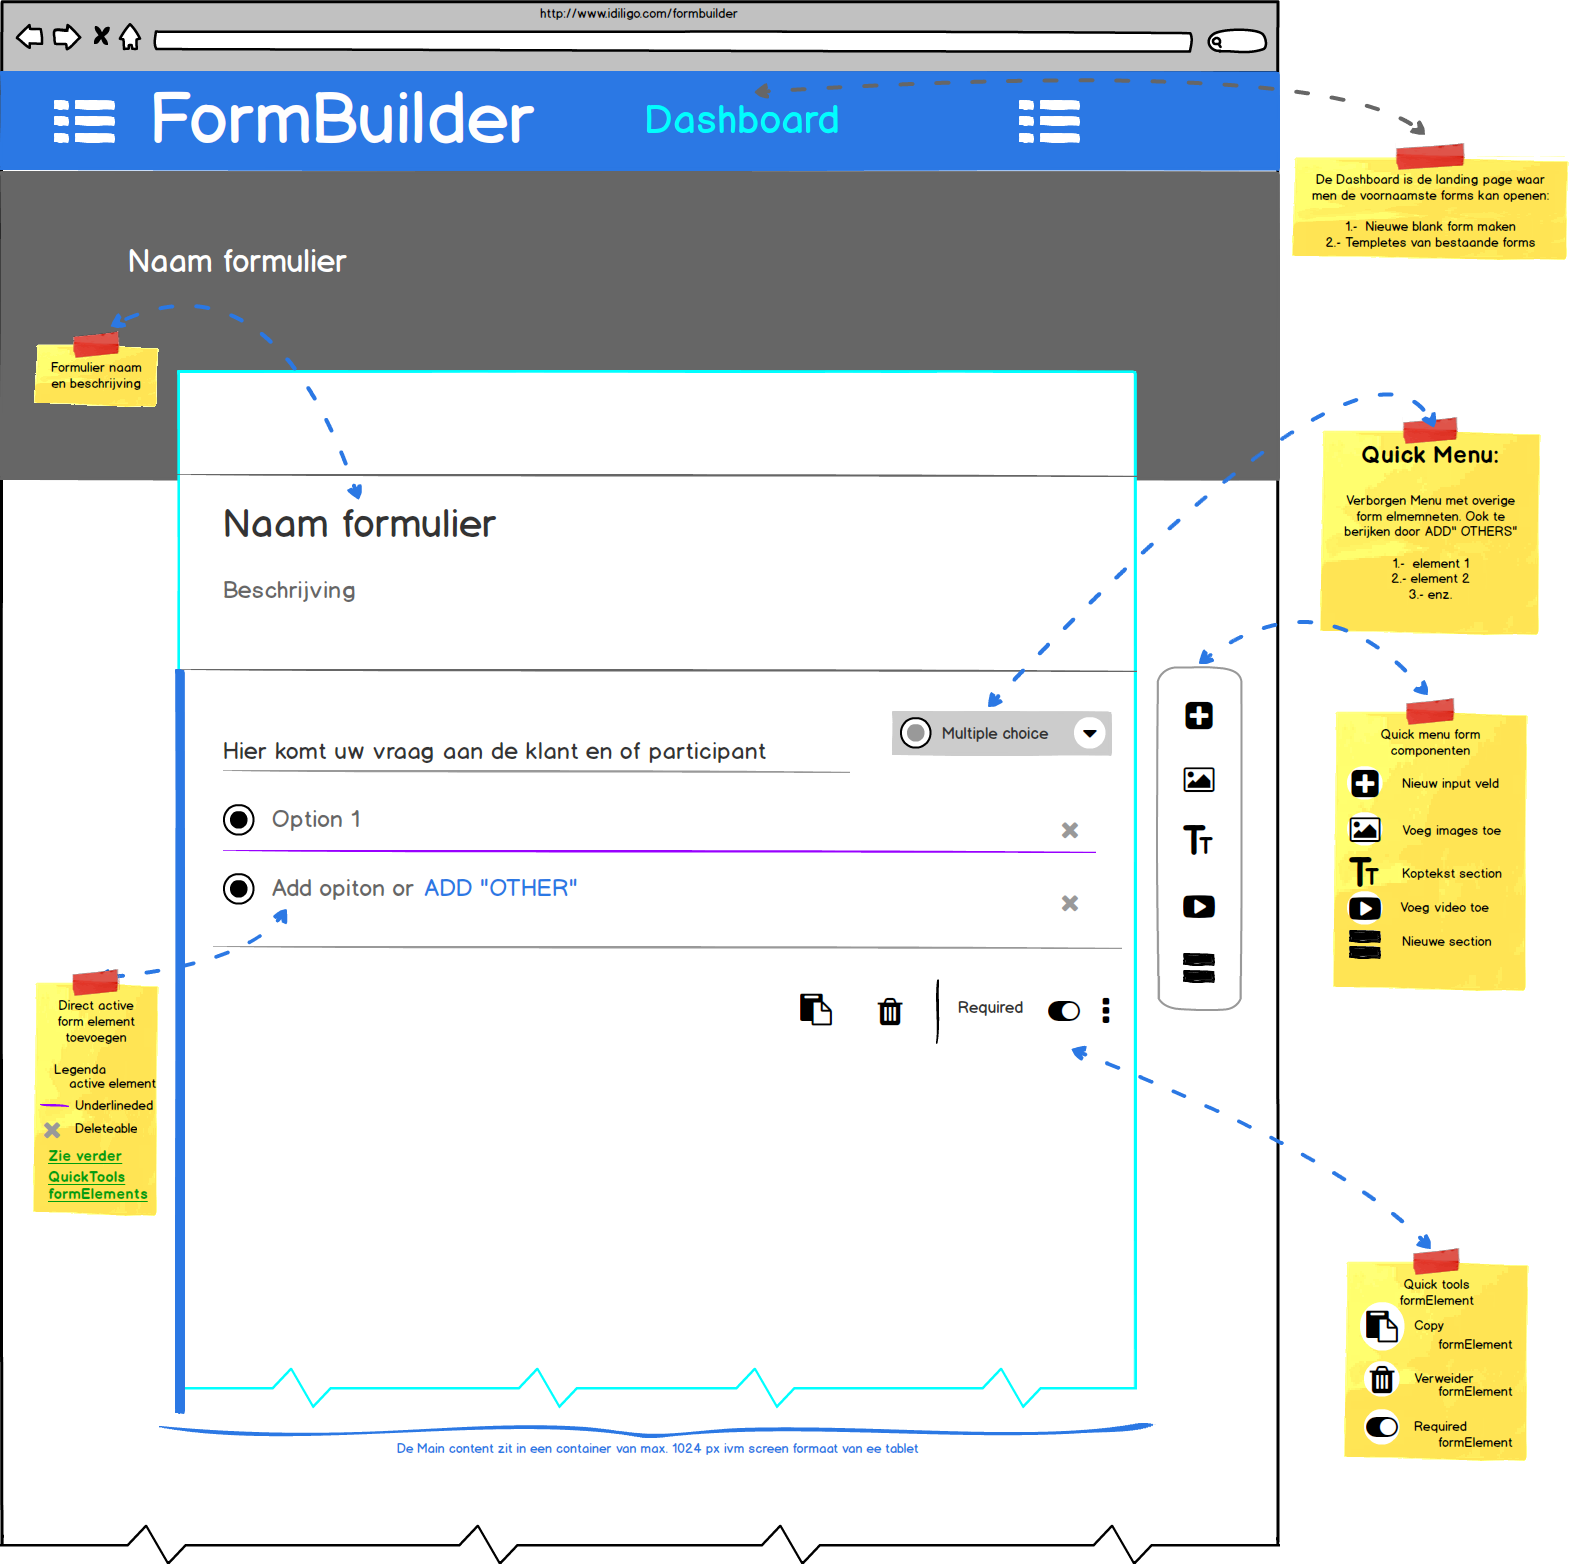 http://www.idiligo.com/formbuilder
FormBuilder
Dashboard
De Dashboard is de landing page waar
men de voornaamste forms kan openen:
1.- Nieuwe blank form maken
2.- Templetes van bestaande forms
Naam formulier
Formulier naam
en beschrijving
Quick Menu:
Verborgen Menu met overige
form elmemneten. Ook te
berijken door ADD" OTHERS"
1.- element 1
2.- element 2
3.- enz.
Naam formulier
Beschrijving
Multiple choice
Hier komt uw vraag aan de klant en of participant
Option 1
Add opiton or ADD "OTHER"
Quick menu form
componenten
Nieuw input veld
Voeg images toe
TT
Koptekst section
Voeg video toe
Nieuwe section
TT
Required
Direct active
form element
toevoegen
Legenda
active element
Underlineded
Deleteable
Zie verder
QuickTools
formElements
Quick tools
formElement
Copy
formElement
Verweider
formElement
Required
formElement
De Main content zit in een container van max. 1024 px ivm screen formaat van ee tablet